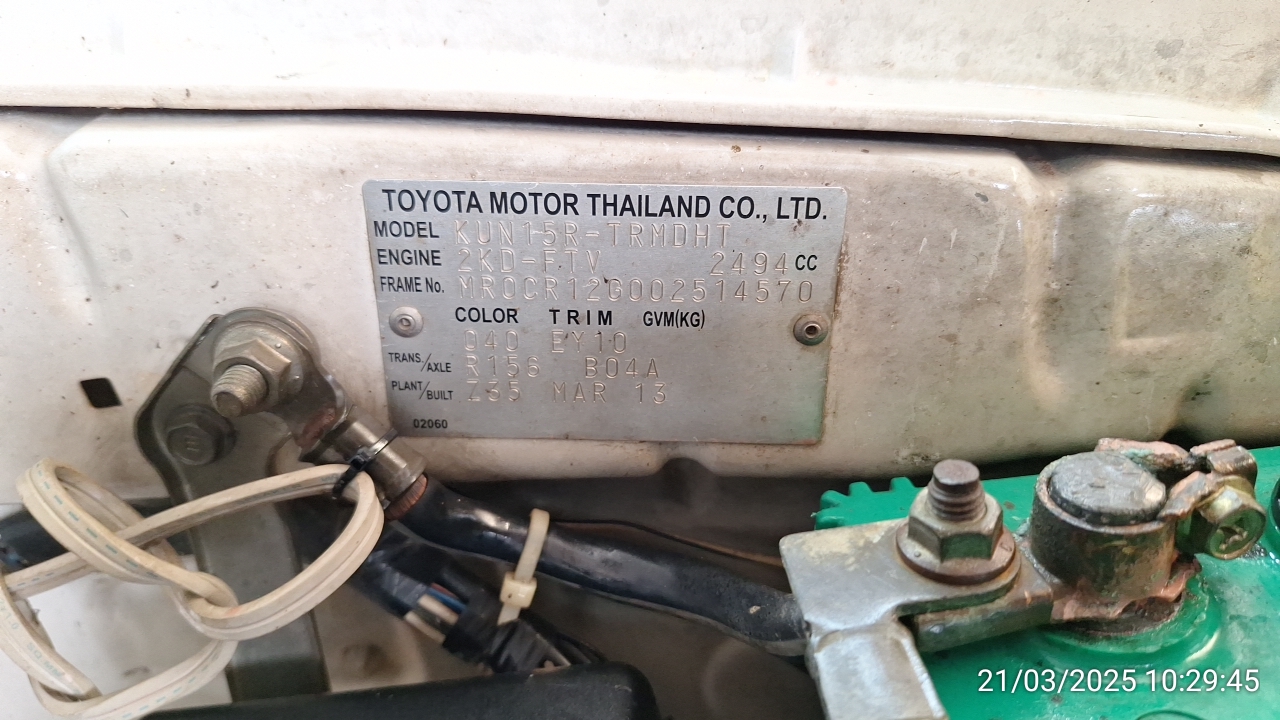 TOYOTA MOTOR THAILAND CO., LTD.
MODEL KUN15R-TRMDHT
ENGINE 2KD-FTV 2494 CC
FRAME No. MR0CR12G002514570
COLOR TRIM GVM(KG)
040 EY10
TRANS./AXLE R156 B04A
PLANT/BUILT Z35 MAR 13
02060
21/03/2025 10:29:45